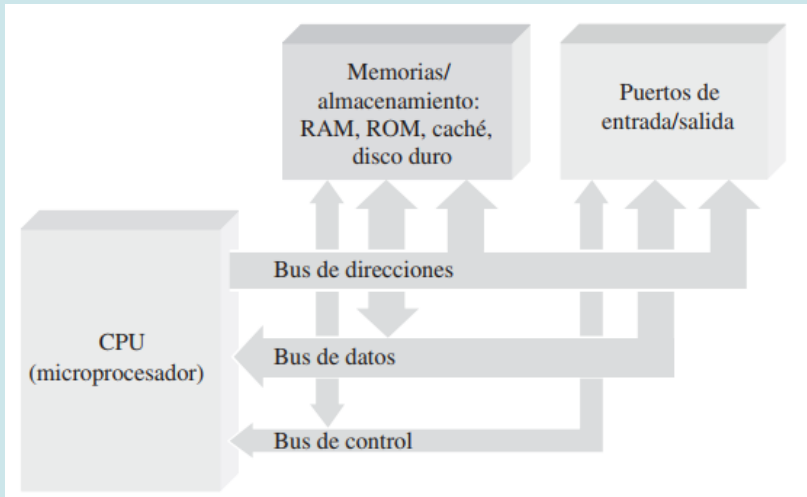 Memorias/
almacenamiento:
RAM, ROM, caché,
disco duro
Puertos de
entrada/salida
Bus de direcciones
CPU
(microprocesador)
Bus de datos
Bus de control